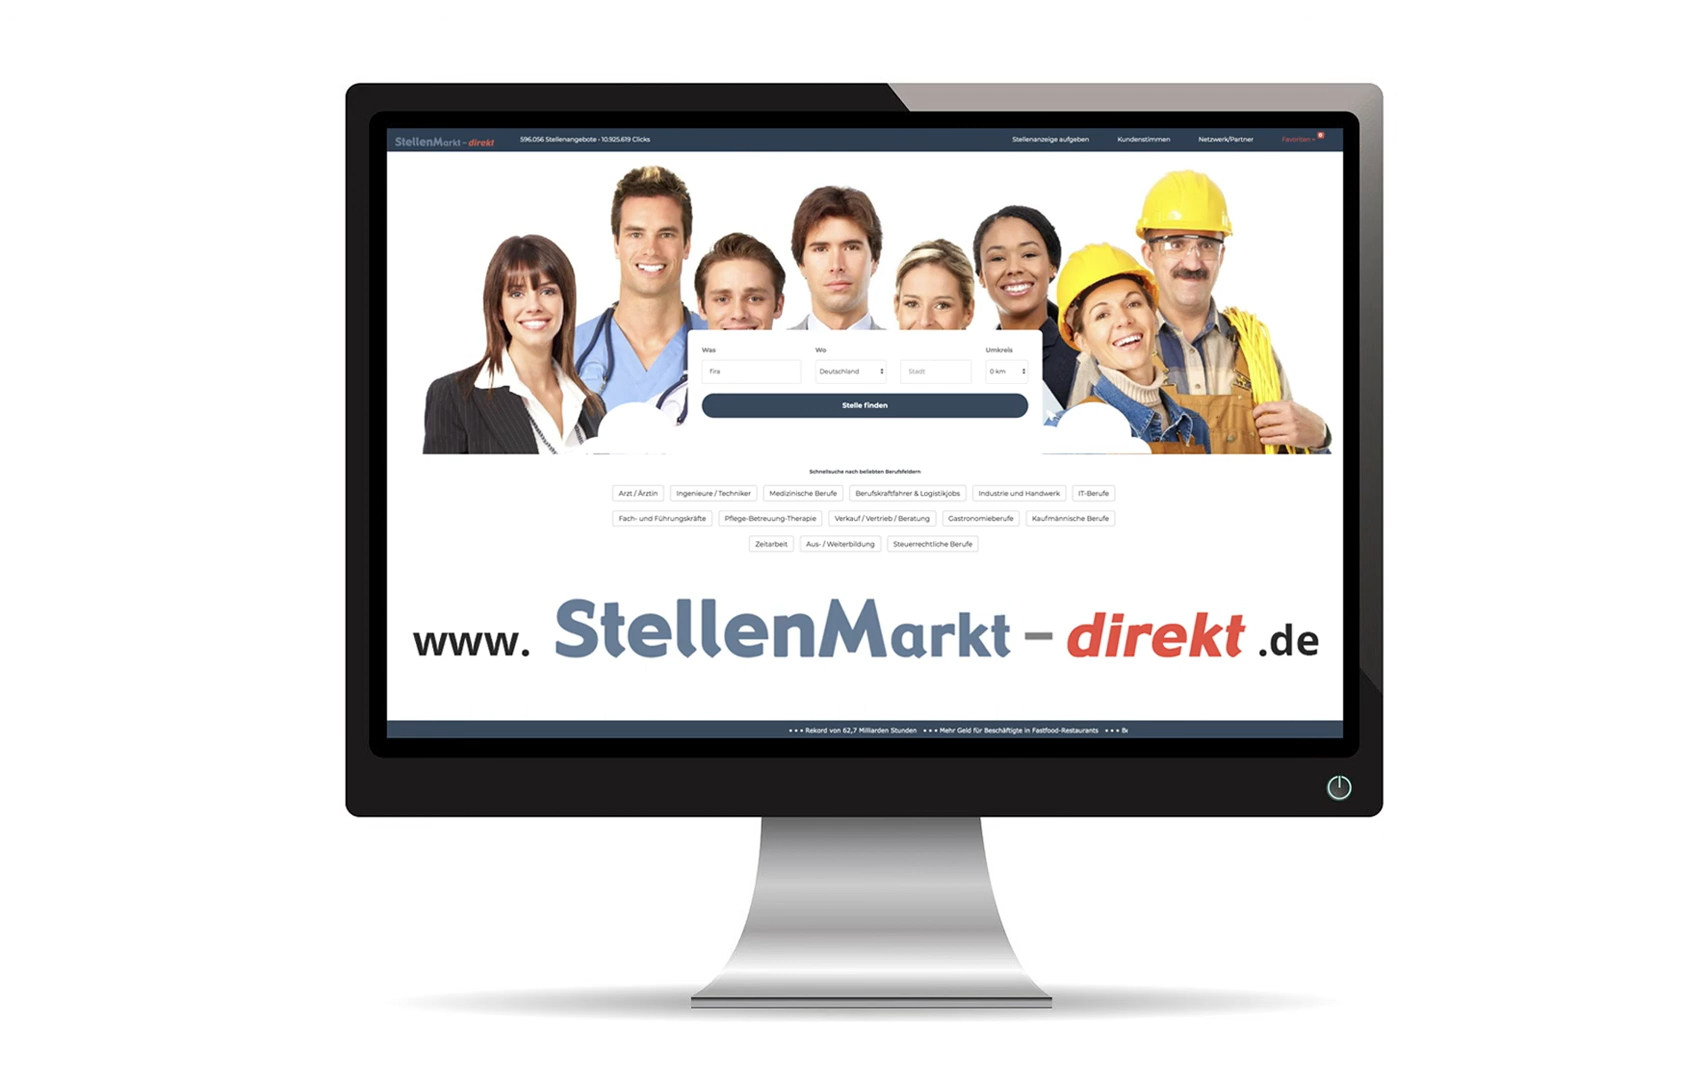 StellenMarkt-direkt 596.056 Stellenangebote • 10.925.619 Clicks Stellenanzeige aufgeben Kundenstimmen Netzwerk/Partner Favoriten
Was Wo Umkreis
fira Deutschland Stadt 0 km
Stelle finden
Schnellsuche nach beliebten Berufsfeldern
Arzt / Ärztin Ingenieure / Techniker Medizinische Berufe Berufskraftfahrer & Logistikjobs Industrie und Handwerk IT-Berufe
Fach- und Führungskräfte Pflege-Betreuung-Therapie Verkauf / Vertrieb / Beratung Gastronomieberufe Kaufmännische Berufe
Zeitarbeit Aus- / Weiterbildung Steuerrechtliche Berufe
www. StellenMarkt-direkt .de
• • • Rekord von 62,7 Milliarden Stunden • • • Mehr Geld für Beschäftigte in Fastfood-Restaurants • • •